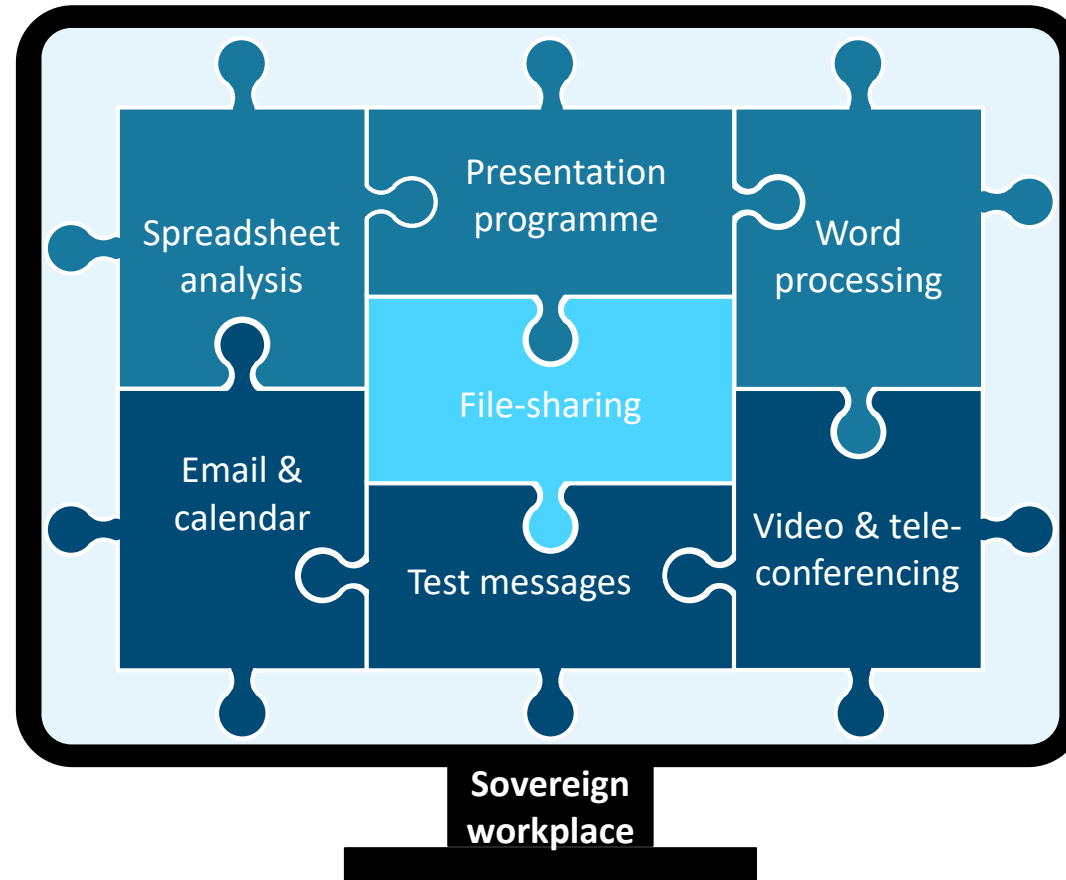 Spreadsheet
analysis
Presentation
programme
Word
processing
File-sharing
Email &
calendar
Test messages
Video & tele-
conferencing
Sovereign
workplace